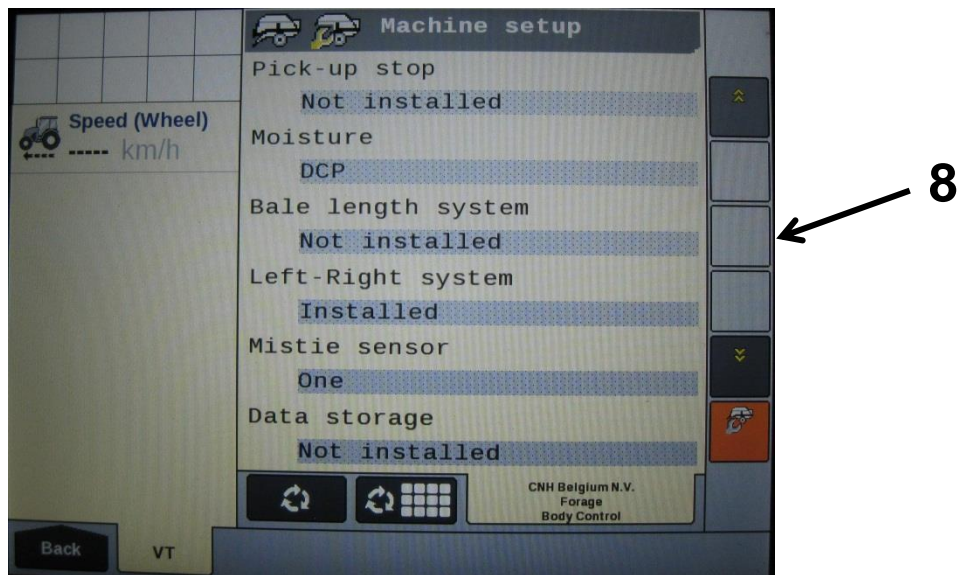 Machine setup
Pick-up stop
Not installed
Speed (Wheel)
----- km/h
Moisture
DCP
Bale length system
Not installed
Left-Right system
Installed
Mistie sensor
One
Data storage
Not installed
CNH Belgium N.V.
Forage
Body Control
Back
VT
8